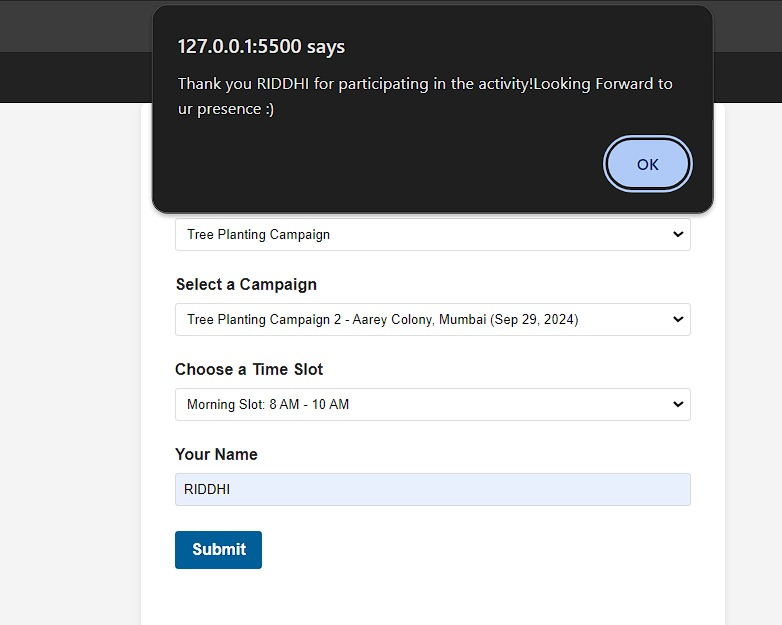 127.0.0.1:5500 says
Thank you RIDDHI for participating in the activity!Looking Forward to
ur presence :)
OK
Tree Planting Campaign
Select a Campaign
Tree Planting Campaign 2 - Aarey Colony, Mumbai (Sep 29, 2024)
Choose a Time Slot
Morning Slot: 8 AM - 10 AM
Your Name
RIDDHI
Submit